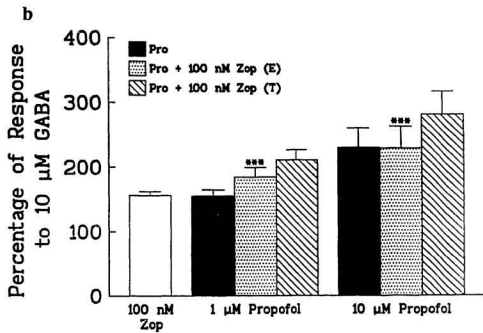 b
Percentage of Response
to 10 µM GABA
400
300
200
100
0
Pro
Pro + 100 nM Zop (E)
Pro + 100 nM Zop (T)
***
***
100 nM
Zop
1 µM Propofol
10 µM Propofol